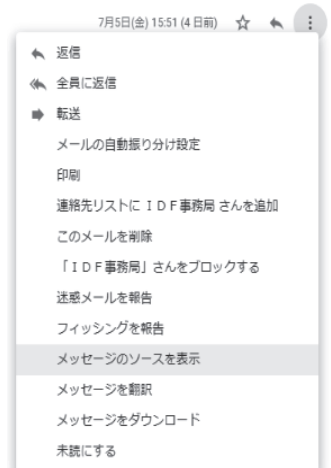 7月5日(金) 15:51 (4 日前)
返信
全員に返信
転送
メールの自動振り分け設定
印刷
連絡先リストに ＩＤＦ事務局 さんを追加
このメールを削除
「ＩＤＦ事務局」さんをブロックする
迷惑メールを報告
フィッシングを報告
メッセージのソースを表示
メッセージを翻訳
メッセージをダウンロード
未読にする